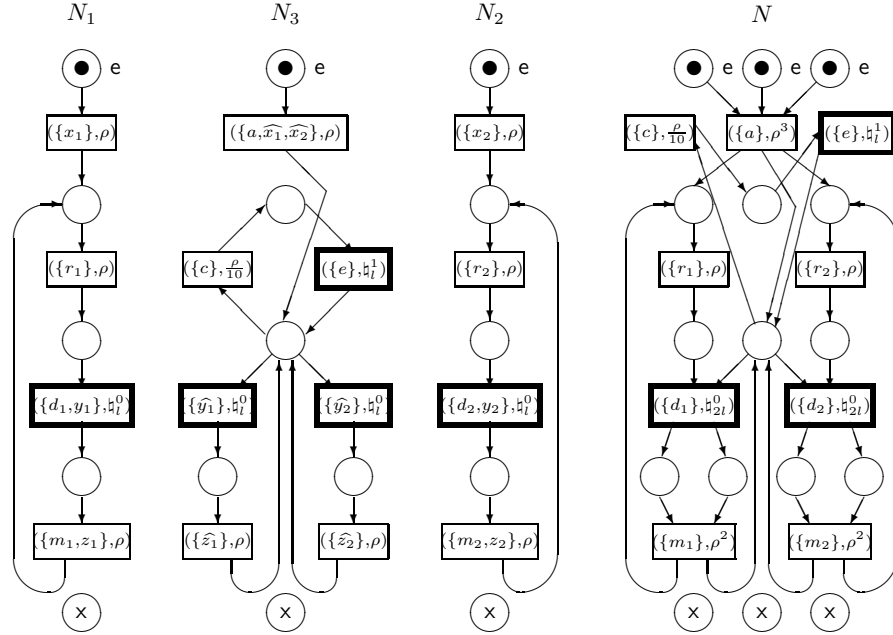 N₁ N₃ N₂ N
e e e e
({x₁},ρ) ({a,x̂₁,x̂₂},ρ) ({x₂},ρ) ({c},ρ/10) ({a},ρ³) ({e},♮ₗ¹)
({r₁},ρ) ({c},ρ/10) ({e},♮ₗ¹) ({r₂},ρ) ({r₁},ρ) ({r₂},ρ)
({d₁,y₁},♮ₗ⁰) ({ŷ₁},♮ₗ⁰) ({ŷ₂},♮ₗ⁰) ({d₂,y₂},♮ₗ⁰) ({d₁},♮₂ₗ⁰) ({d₂},♮₂ₗ⁰)
({m₁,z₁},ρ) ({ẑ₁},ρ) ({ẑ₂},ρ) ({m₂,z₂},ρ) ({m₁},ρ²) ({m₂},ρ²)
x x x x x x